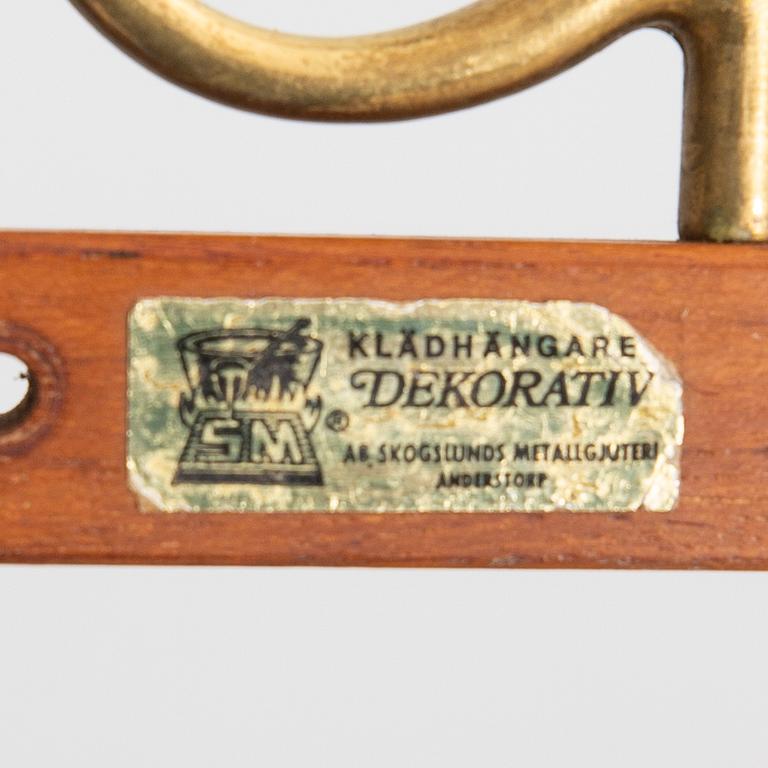 KLÄDHÄNGARE
DEKORATIV
SM ®
AB SKOGSLUNDS METALLGJUTERI
ANDERSTORP